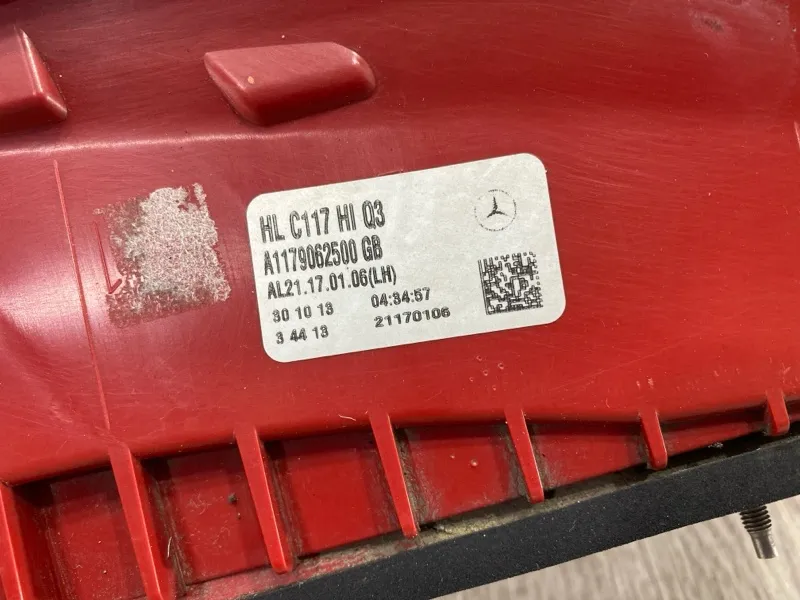 HL C117 HI Q3
A1179062500 GB
AL21.17.01.06(LH)
30 10 13 04:34:57
3 44 13 21170106